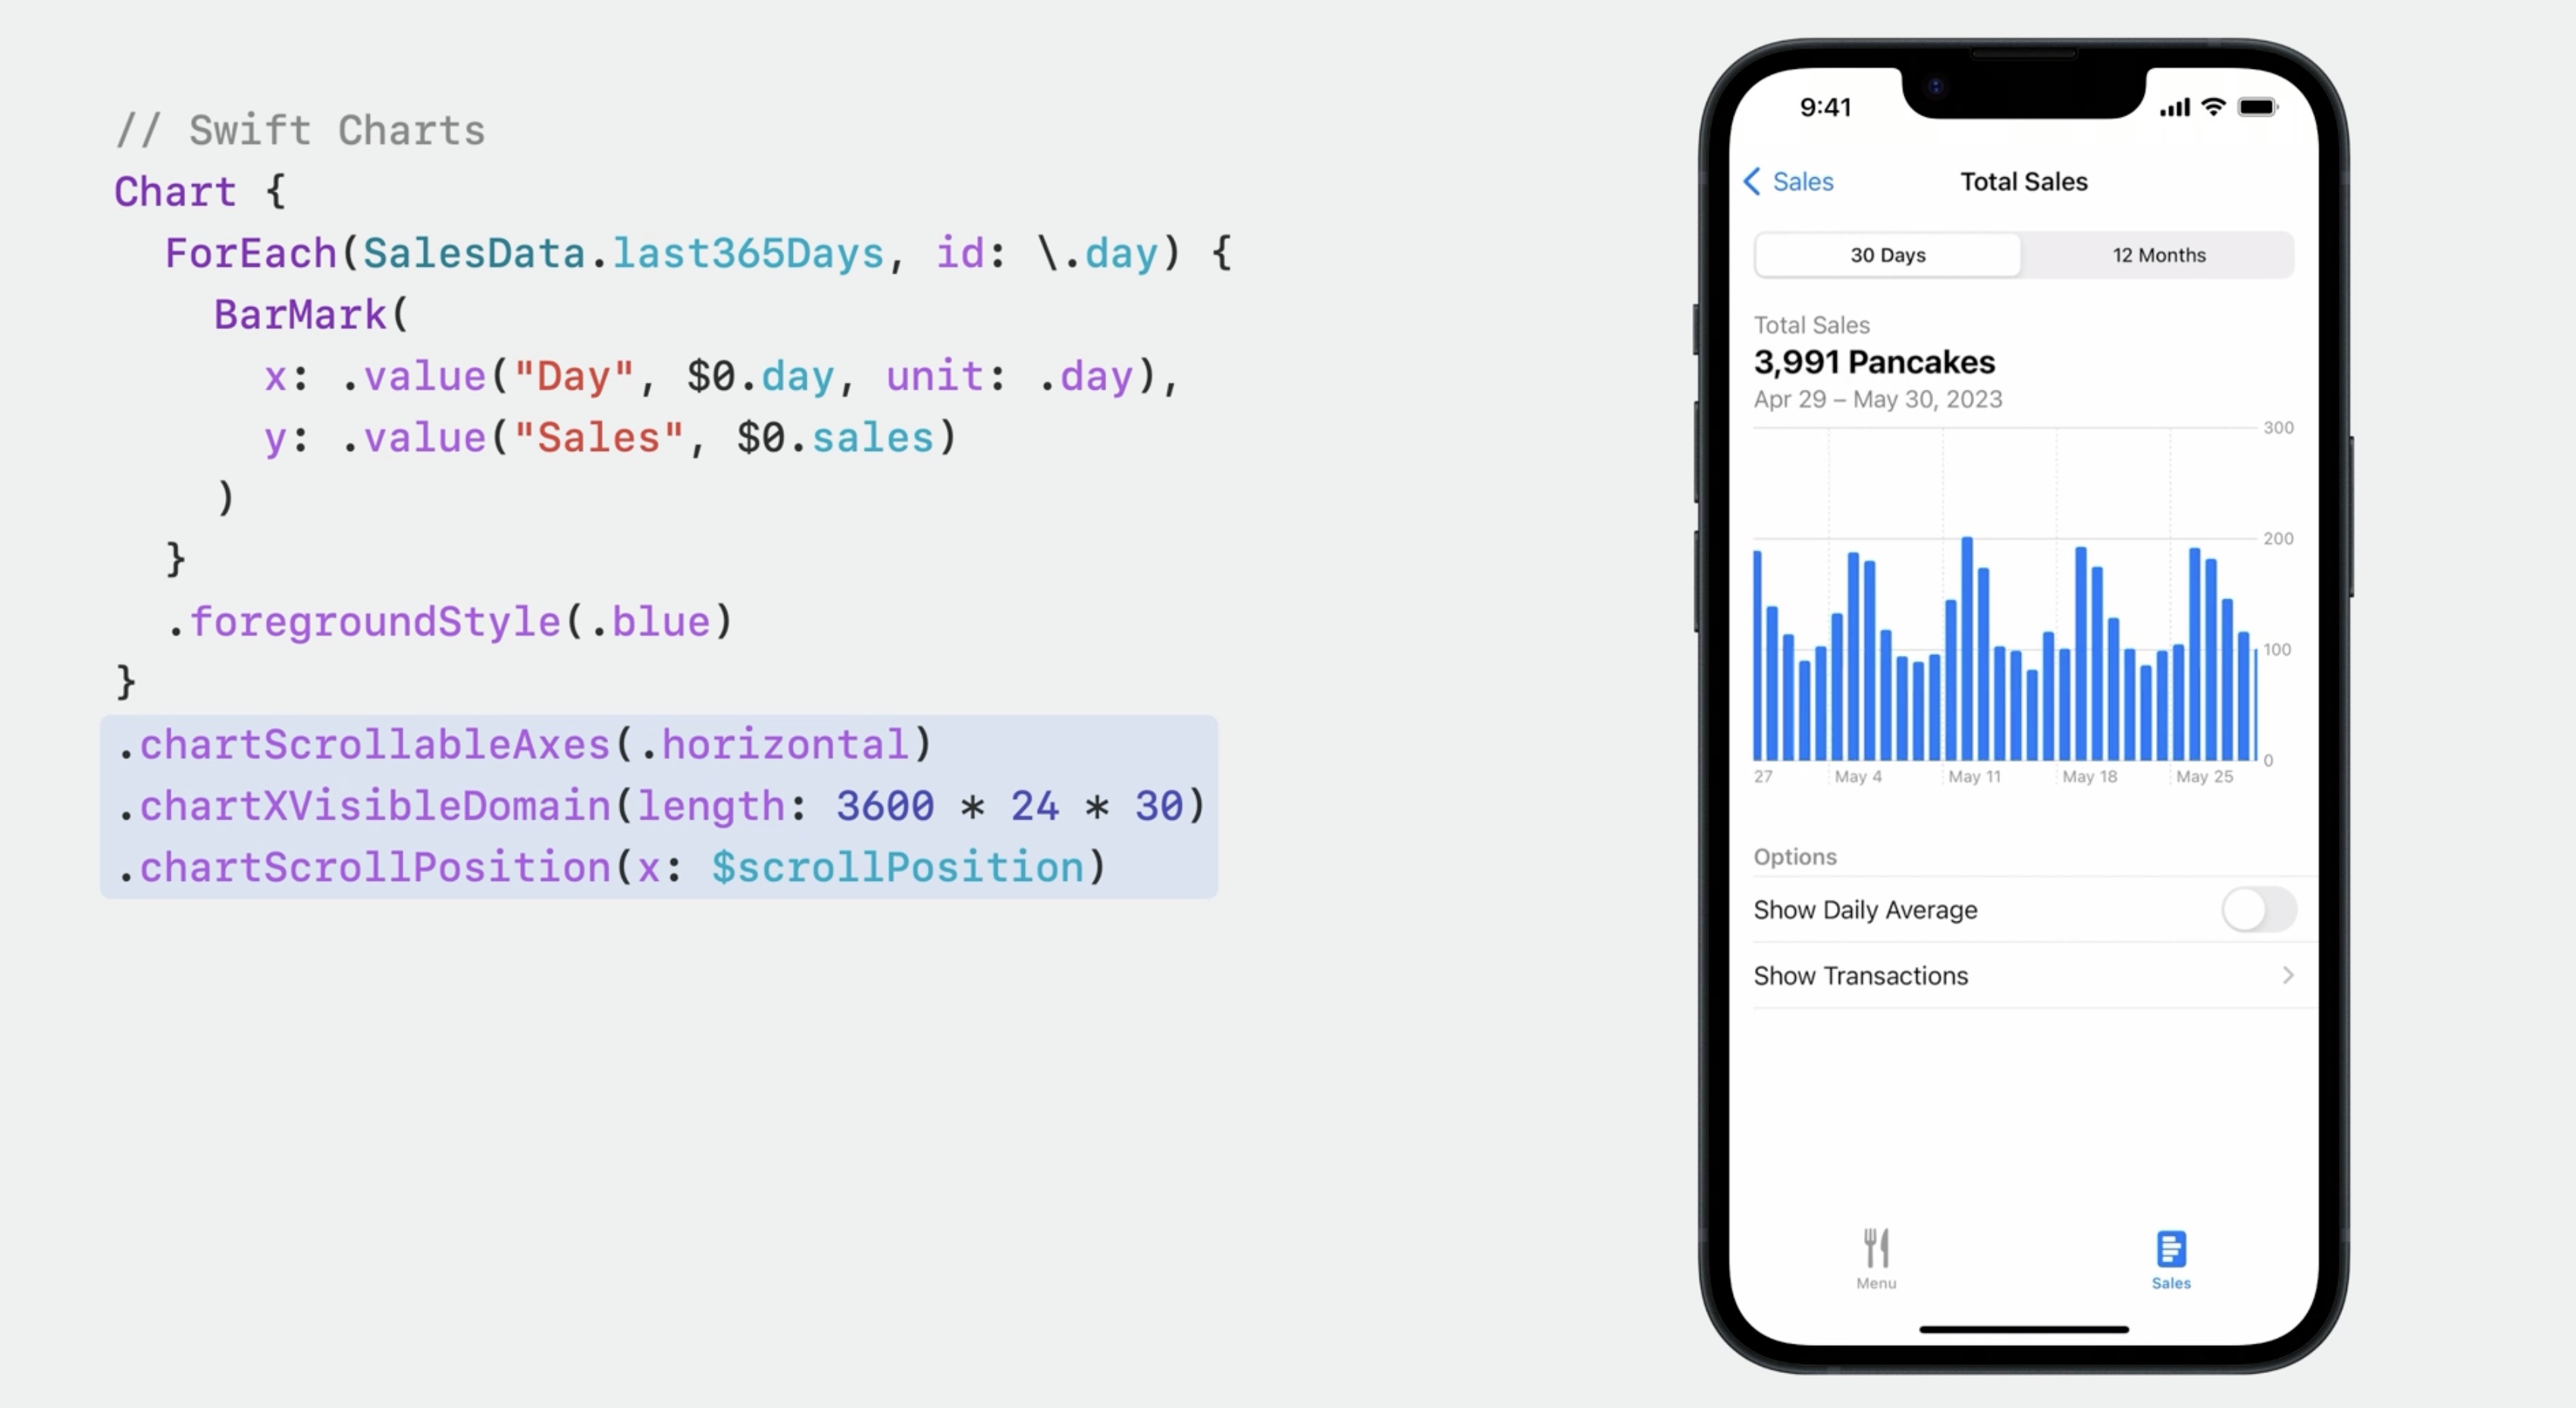 // Swift Charts
Chart {
ForEach(SalesData.last365Days, id: \.day) {
BarMark(
x: .value("Day", $0.day, unit: .day),
y: .value("Sales", $0.sales)
)
}
.foregroundStyle(.blue)
}
.chartScrollableAxes(.horizontal)
.chartXVisibleDomain(length: 3600 * 24 * 30)
.chartScrollPosition(x: $scrollPosition)
9:41
Sales
Total Sales
30 Days
12 Months
Total Sales
3,991 Pancakes
Apr 29 – May 30, 2023
300
200
100
0
27 May 4 May 11 May 18 May 25
Options
Show Daily Average
Show Transactions
Menu
Sales